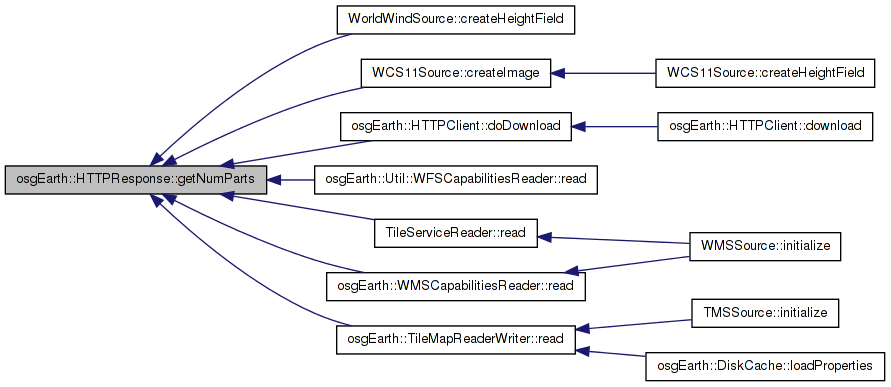 WorldWindSource::createHeightField
WCS11Source::createImage
WCS11Source::createHeightField
osgEarth::HTTPClient::doDownload
osgEarth::HTTPClient::download
osgEarth::HTTPResponse::getNumParts
osgEarth::Util::WFSCapabilitiesReader::read
TileServiceReader::read
WMSSource::initialize
osgEarth::WMSCapabilitiesReader::read
TMSSource::initialize
osgEarth::TileMapReaderWriter::read
osgEarth::DiskCache::loadProperties